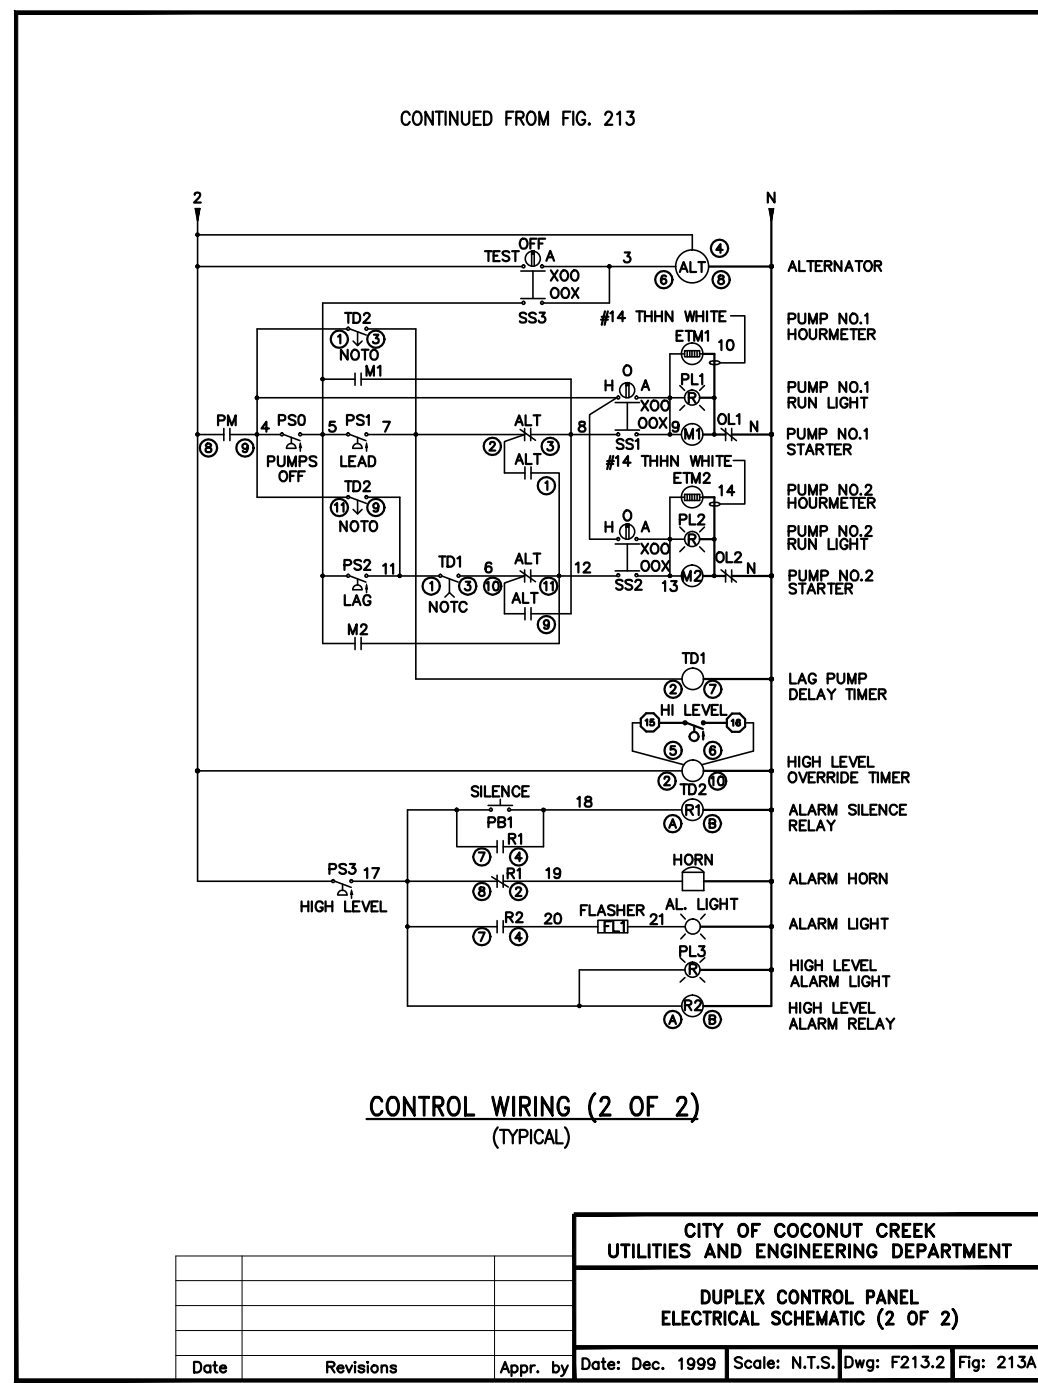 CONTINUED FROM FIG. 213
2 N
OFF
TEST A 3 4
ALT
6 8
ALTERNATOR
XOO
OOX
SS3
#14 THHN WHITE
PUMP NO.1
HOURMETER
TD2
1 3
NOTO
ETM1
10
M1
O
H A
PL1
R
PUMP NO.1
RUN LIGHT
XOO
OOX
PM
8 9
4
PS0
PUMPS
OFF
5
PS1
LEAD
7
ALT
2 3
8
SS1
9
M1
OL1
N
PUMP NO.1
STARTER
ALT
1
#14 THHN WHITE
ETM2
14
PUMP NO.2
HOURMETER
TD2
11 9
NOTO
O
H A
PL2
R
PUMP NO.2
RUN LIGHT
XOO
OOX
PS2
LAG
11
TD1
1 3
NOTC
6
10
ALT
11
12
SS2
13
M2
OL2
N
PUMP NO.2
STARTER
ALT
9
M2
TD1
2 7
LAG PUMP
DELAY TIMER
HI LEVEL
15 16
5 6
2 10
TD2
HIGH LEVEL
OVERRIDE TIMER
SILENCE
PB1
18
R1
A B
ALARM SILENCE
RELAY
R1
7 4
PS3
HIGH LEVEL
17
R1
8 2
19
HORN
ALARM HORN
R2
7 4
20
FLASHER
FL1
21
AL. LIGHT
ALARM LIGHT
PL3
R
HIGH LEVEL
ALARM LIGHT
R2
A B
HIGH LEVEL
ALARM RELAY
CONTROL WIRING (2 OF 2)
(TYPICAL)
CITY OF COCONUT CREEK
UTILITIES AND ENGINEERING DEPARTMENT
DUPLEX CONTROL PANEL
ELECTRICAL SCHEMATIC (2 OF 2)
Date Revisions Appr. by
Date: Dec. 1999 Scale: N.T.S. Dwg: F213.2 Fig: 213A